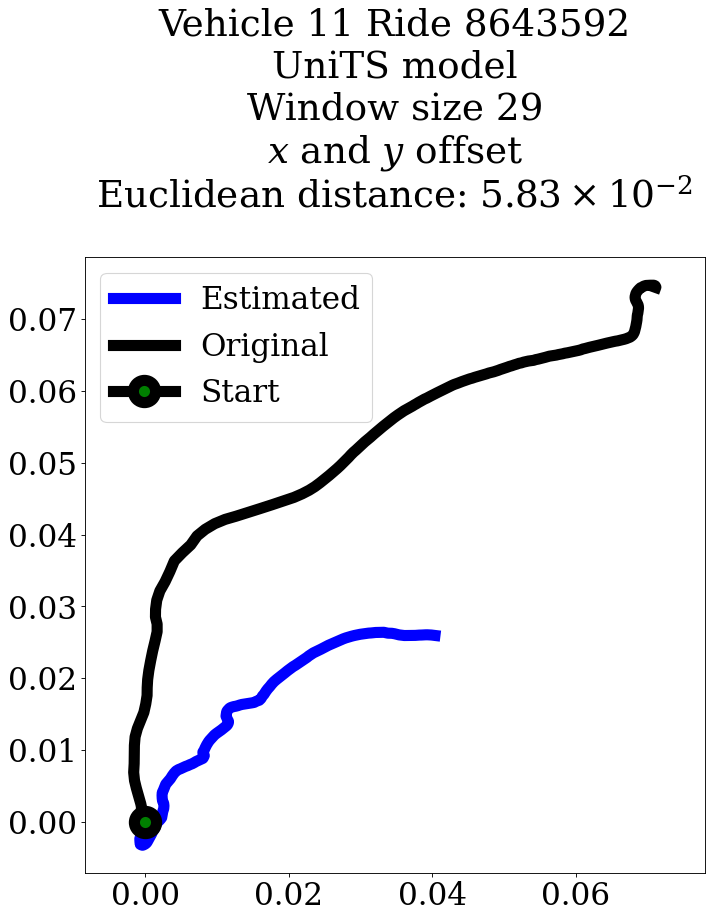 Vehicle 11 Ride 8643592
UniTS model
Window size 29
x and y offset
Euclidean distance: 5.83 × 10⁻²
Estimated
Original
Start
0.07
0.06
0.05
0.04
0.03
0.02
0.01
0.00
0.00 0.02 0.04 0.06